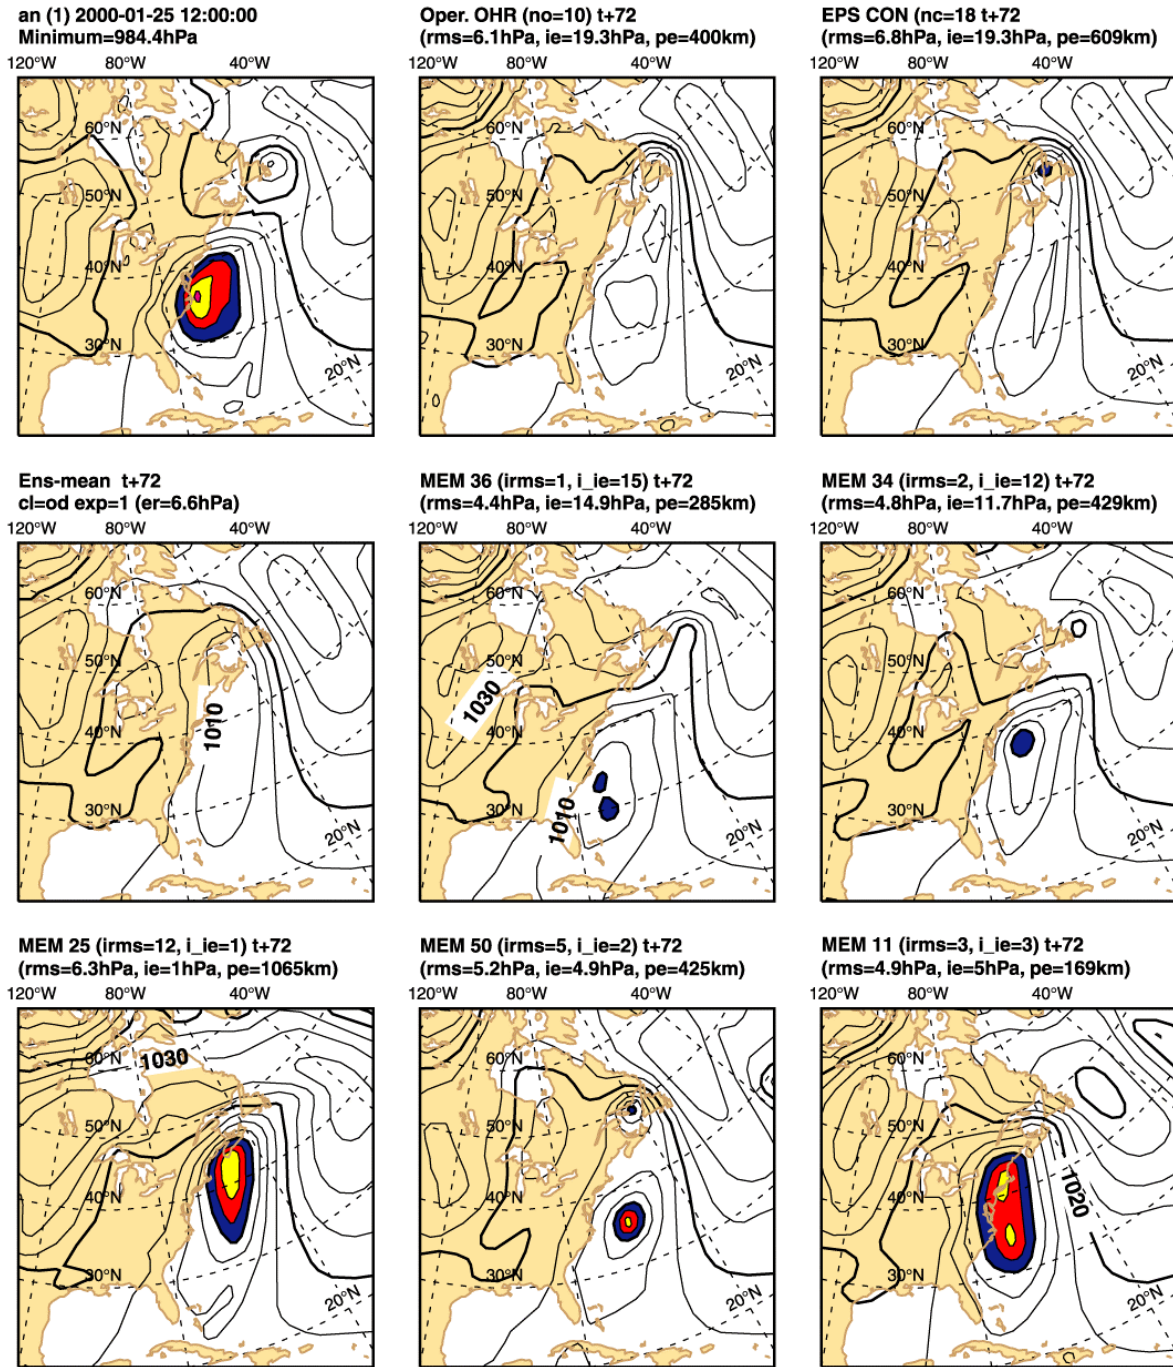 an (1) 2000-01-25 12:00:00
Minimum=984.4hPa
120°W 80°W 40°W
60°N
50°N
40°N
30°N
20°N
Oper. OHR (no=10) t+72
(rms=6.1hPa, ie=19.3hPa, pe=400km)
120°W 80°W 40°W
60°N
50°N
40°N
30°N
20°N
EPS CON (nc=18 t+72
(rms=6.8hPa, ie=19.3hPa, pe=609km)
120°W 80°W 40°W
60°N
50°N
40°N
30°N
20°N
Ens-mean t+72
cl=od exp=1 (er=6.6hPa)
120°W 80°W 40°W
60°N
50°N
1010
40°N
30°N
20°N
MEM 36 (irms=1, i_ie=15) t+72
(rms=4.4hPa, ie=14.9hPa, pe=285km)
120°W 80°W 40°W
60°N
50°N
1030
40°N
30°N
1010
20°N
MEM 34 (irms=2, i_ie=12) t+72
(rms=4.8hPa, ie=11.7hPa, pe=429km)
120°W 80°W 40°W
60°N
50°N
40°N
30°N
20°N
MEM 25 (irms=12, i_ie=1) t+72
(rms=6.3hPa, ie=1hPa, pe=1065km)
120°W 80°W 40°W
60°N
1030
50°N
40°N
30°N
20°N
MEM 50 (irms=5, i_ie=2) t+72
(rms=5.2hPa, ie=4.9hPa, pe=425km)
120°W 80°W 40°W
60°N
50°N
40°N
30°N
20°N
MEM 11 (irms=3, i_ie=3) t+72
(rms=4.9hPa, ie=5hPa, pe=169km)
120°W 80°W 40°W
60°N
50°N
1020
40°N
30°N
20°N